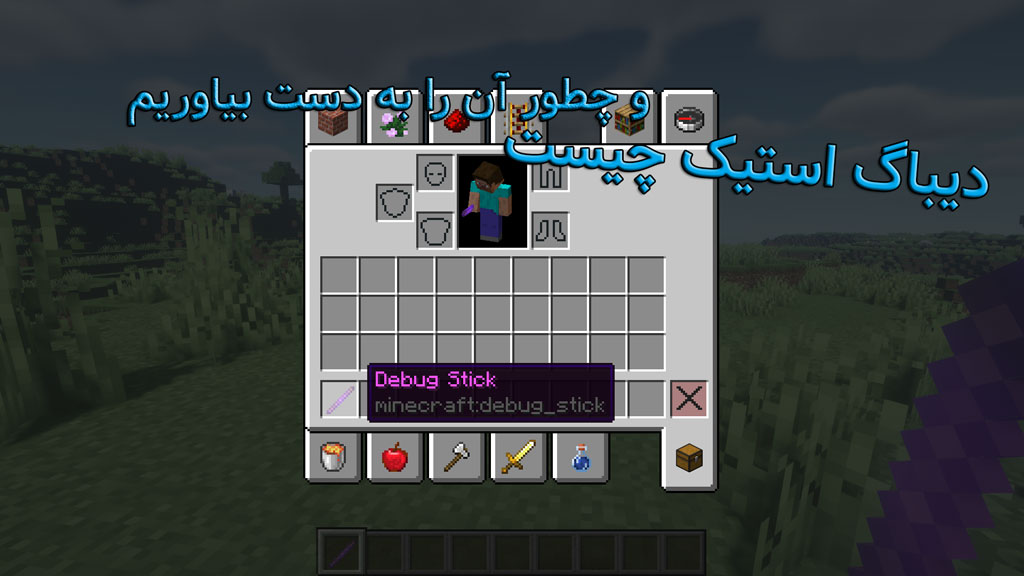 دیباگ استیک چیست
و چطور آن را به دست بیاوریم
Debug Stick
minecraft:debug_stick